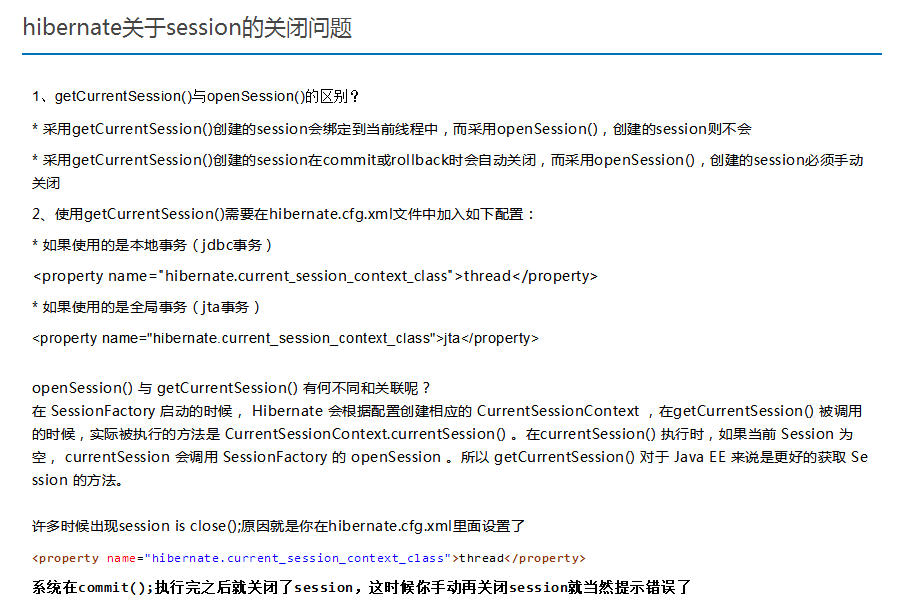 hibernate关于session的关闭问题
1、getCurrentSession()与openSession()的区别？
* 采用getCurrentSession()创建的session会绑定到当前线程中，而采用openSession()，创建的session则不会
* 采用getCurrentSession()创建的session在commit或rollback时会自动关闭，而采用openSession()，创建的session必须手动
关闭
2、使用getCurrentSession()需要在hibernate.cfg.xml文件中加入如下配置：
* 如果使用的是本地事务（jdbc事务）
<property name="hibernate.current_session_context_class">thread</property>
* 如果使用的是全局事务（jta事务）
<property name="hibernate.current_session_context_class">jta</property>
openSession() 与 getCurrentSession() 有何不同和关联呢？
在 SessionFactory 启动的时候， Hibernate 会根据配置创建相应的 CurrentSessionContext ，在getCurrentSession() 被调用
的时候，实际被执行的方法是 CurrentSessionContext.currentSession() 。在currentSession() 执行时，如果当前 Session 为
空， currentSession 会调用 SessionFactory 的 openSession 。所以 getCurrentSession() 对于 Java EE 来说是更好的获取 Se
ssion 的方法。
许多时候出现session is close();原因就是你在hibernate.cfg.xml里面设置了
<property name="hibernate.current_session_context_class">thread</property>
系统在commit();执行完之后就关闭了session，这时候你手动再关闭session就当然提示错误了